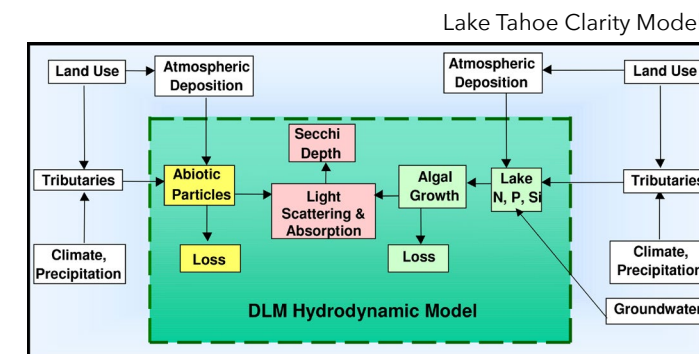 Lake Tahoe Clarity Mode
Land Use
Atmospheric
Deposition
Atmospheric
Deposition
Land Use
Secchi
Depth
Tributaries
Abiotic
Particles
Light
Scattering &
Absorption
Algal
Growth
Lake
N, P, Si
Tributaries
Climate,
Precipitation
Loss
Loss
Climate,
Precipitation
Groundwater
DLM Hydrodynamic Model